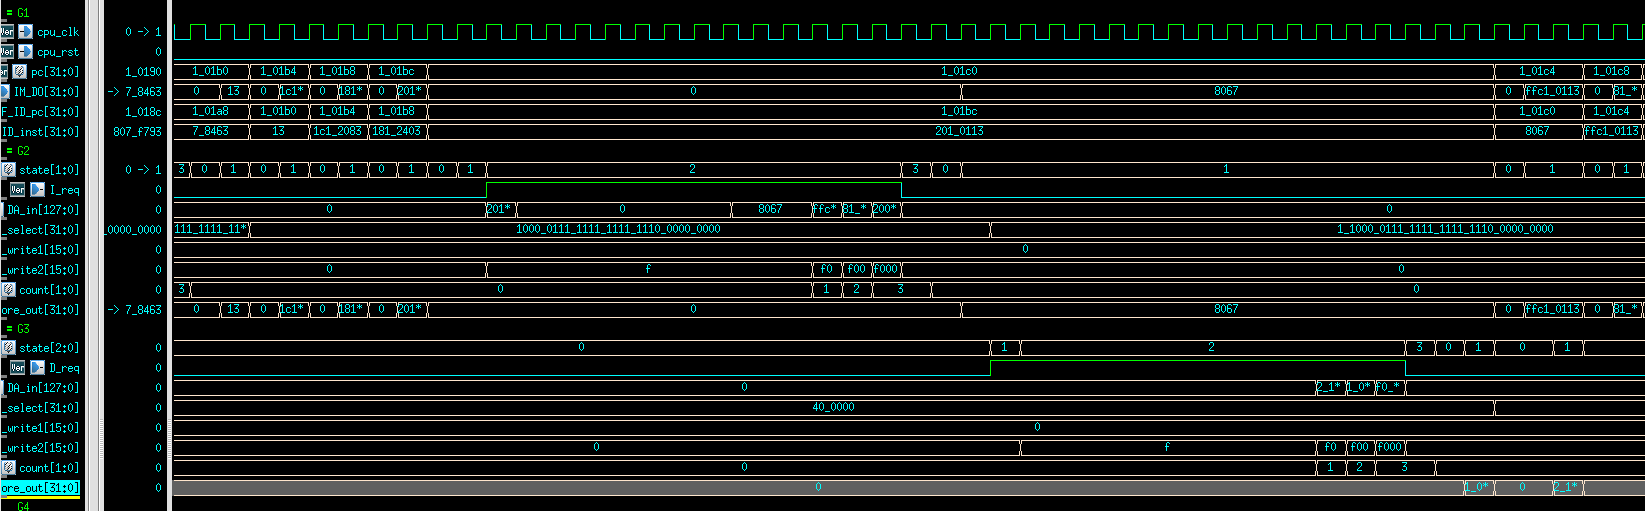 = G1
Ver cpu_clk 0 -> 1
Ver cpu_rst 0
pc[31:0] 1_0190 1_01b0 1_01b4 1_01b8 1_01bc 1_01c0 1_01c4 1_01c8
IM_DO[31:0] -> 7_8463 0 13 0 1c1* 0 181* 0 201* 0 8067 0 ffc1_0113 0 81_*
F_ID_pc[31:0] 1_018c 1_01a8 1_01b0 1_01b4 1_01b8 1_01bc 1_01c0 1_01c4
ID_inst[31:0] 807_f793 7_8463 13 1c1_2083 181_2403 201_0113 8067 ffc1_0113
= G2
state[1:0] 0 -> 1 3 0 1 0 1 0 1 0 1 0 1 2 3 0 1 0 1 0 1
Ver I_req 0
DA_in[127:0] 0 0 201* 0 8067 ffc* 81_* 200* 0
_select[31:0] _0000_0000 111_1111_11* 1000_0111_1111_1111_1110_0000_0000 1_1000_0111_1111_1111_1110_0000_0000
_write1[15:0] 0 0
_write2[15:0] 0 0 f f0 f00 f000 0
count[1:0] 0 3 0 1 2 3 0
ore_out[31:0] -> 7_8463 0 13 0 1c1* 0 181* 0 201* 0 8067 0 ffc1_0113 0 81_*
= G3
state[2:0] 0 0 1 2 3 0 1 0 1
Ver D_req 0
DA_in[127:0] 0 0 2_1* 1_0* f0_*
_select[31:0] 0 40_0000
_write1[15:0] 0 0
_write2[15:0] 0 0 f f0 f00 f000
count[1:0] 0 0 1 2 3
ore_out[31:0] 0 0 1_0* 0 2_1*
G4